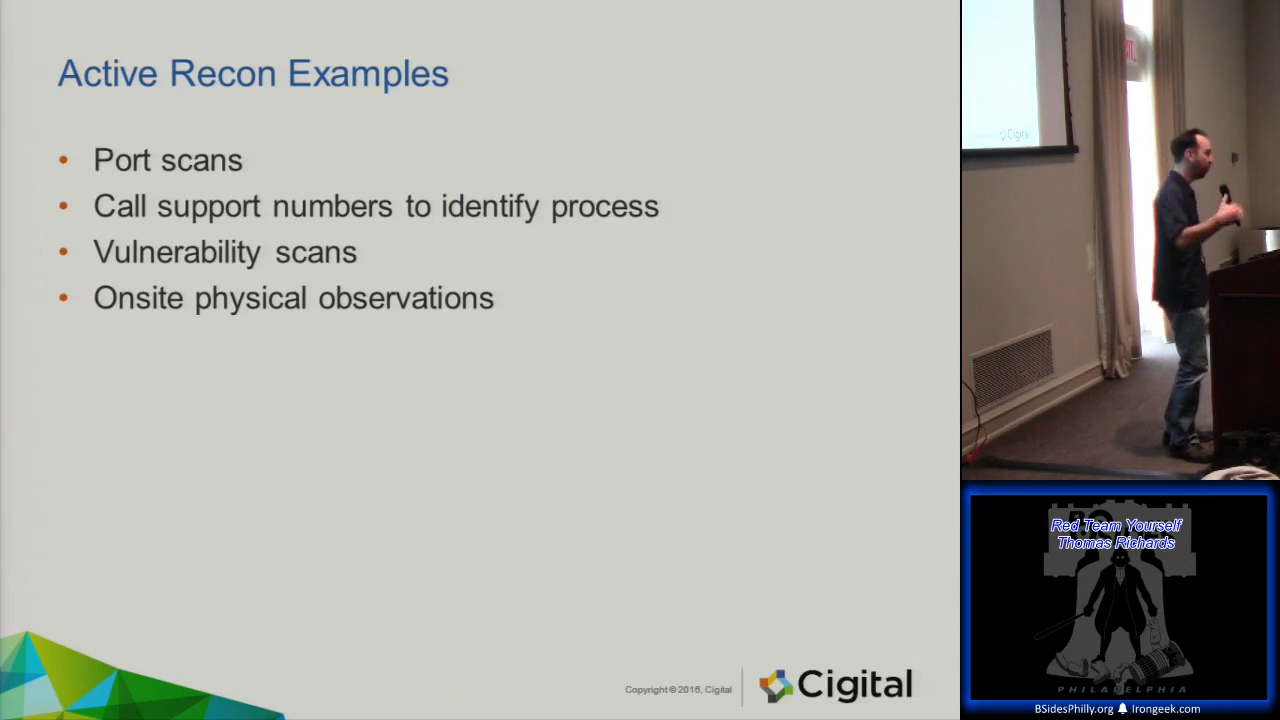 Active Recon Examples
• Port scans
• Call support numbers to identify process
• Vulnerability scans
• Onsite physical observations
Copyright © 2016, Cigital
Cigital
Cigital
Red Team Yourself
Thomas Richards
PHILADELPHIA
BSidesPhilly.org Irongeek.com